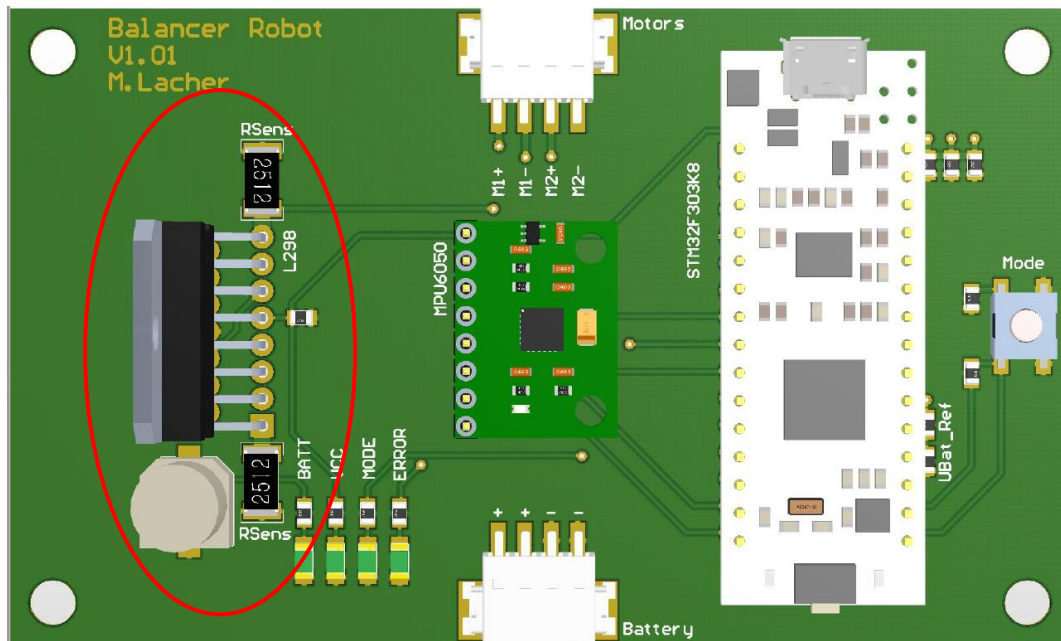 Balancer Robot
V1.01
M.Lacher
Motors
RSens
2512
M1+
M1-
M2+
M2-
L298
MPU6050
STM32F303K8
Mode
BATT
VCC
MODE
ERROR
UBat_Ref
2512
RSens
+ + - -
Battery